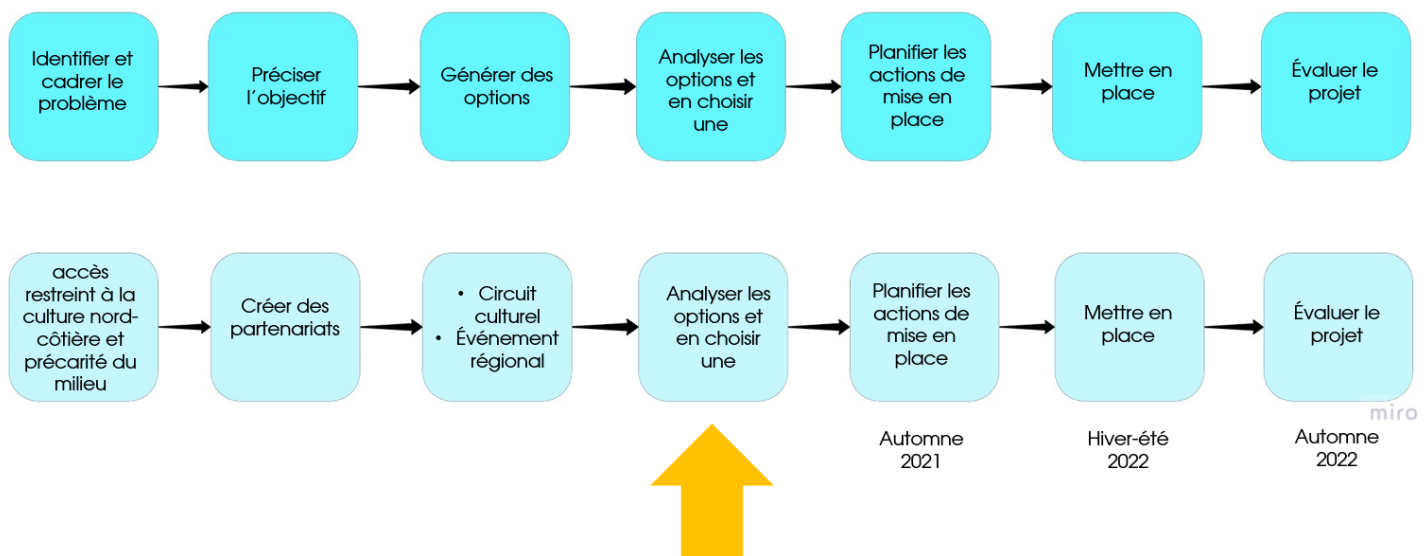 Identifier et
cadrer le
problème
Préciser
l'objectif
Générer des
options
Analyser les
options et
en choisir
une
Planifier les
actions de
mise en
place
Mettre en
place
Évaluer le
projet
accès
restreint à la
culture nord-
côtière et
précarité du
milieu
Créer des
partenariats
• Circuit
culturel
• Événement
régional
Analyser les
options et
en choisir
une
Planifier les
actions de
mise en
place
Mettre en
place
Évaluer le
projet
miro
Automne
2021
Hiver-été
2022
Automne
2022